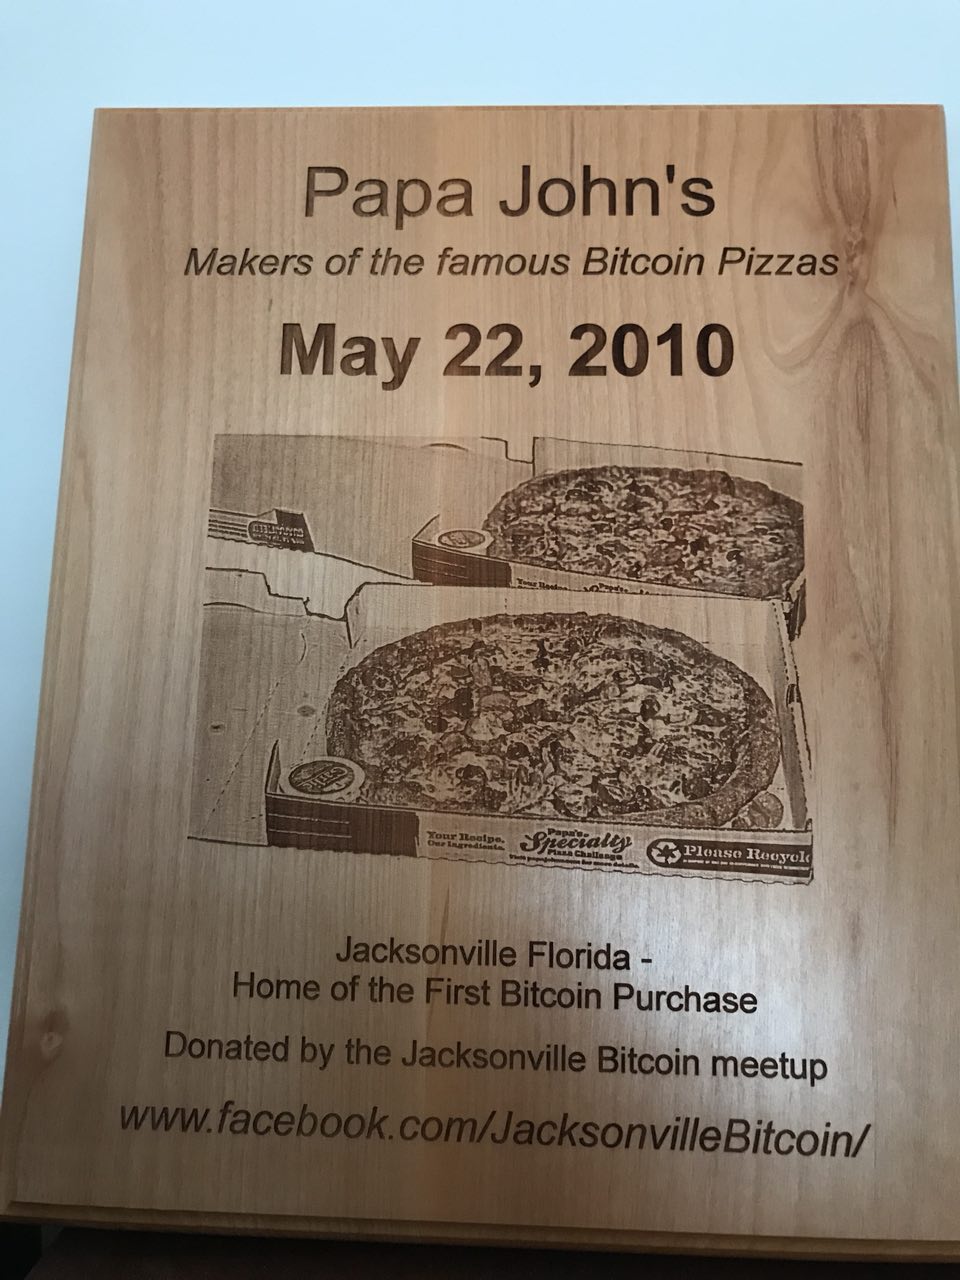 Papa John's
Makers of the famous Bitcoin Pizzas
May 22, 2010
Your Recipe.
Our Ingredients.
Papa's
Specialty
Pizza Challenge
Please Recycle
Jacksonville Florida -
Home of the First Bitcoin Purchase
Donated by the Jacksonville Bitcoin meetup
www.facebook.com/JacksonvilleBitcoin/